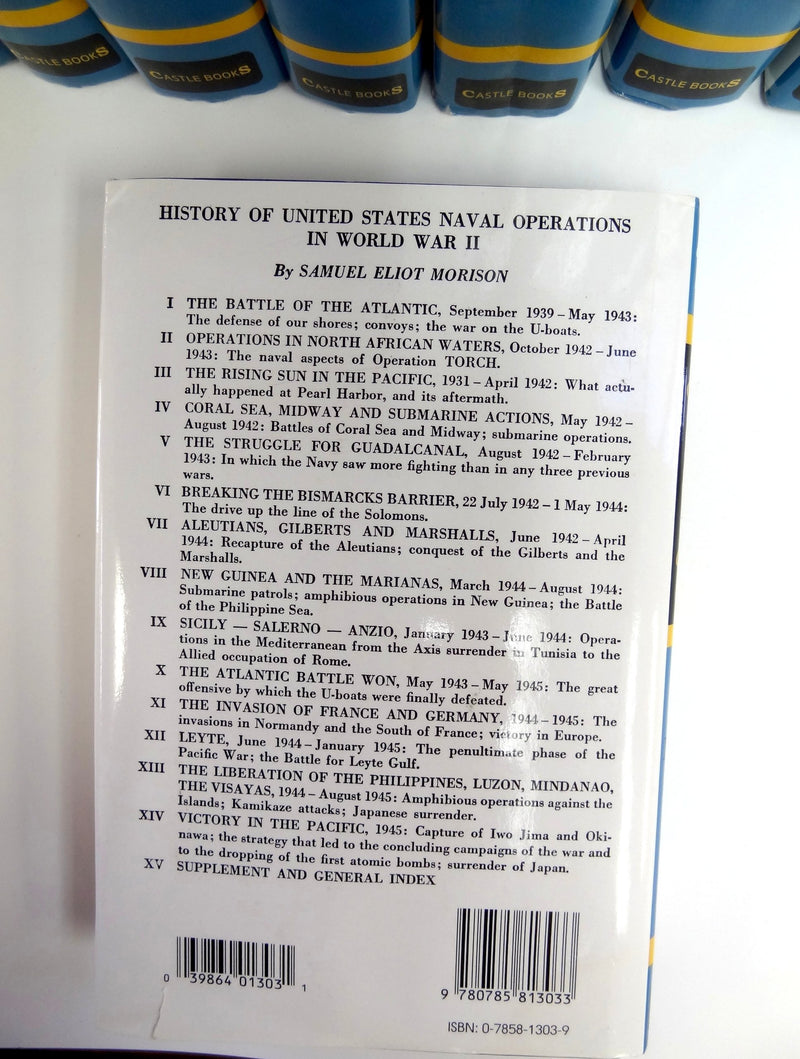 CASTLE BOOKS
CASTLE BOOKS
CASTLE BOOKS
CASTLE BOOKS
CASTLE BOOKS
HISTORY OF UNITED STATES NAVAL OPERATIONS
IN WORLD WAR II
By SAMUEL ELIOT MORISON
I THE BATTLE OF THE ATLANTIC, September 1939 – May 1943:
The defense of our shores; convoys; the war on the U-boats.
II OPERATIONS IN NORTH AFRICAN WATERS, October 1942 – June
1943: The naval aspects of Operation TORCH.
III THE RISING SUN IN THE PACIFIC, 1931 – April 1942: What actu-
ally happened at Pearl Harbor, and its aftermath.
IV CORAL SEA, MIDWAY AND SUBMARINE ACTIONS, May 1942 –
August 1942: Battles of Coral Sea and Midway; submarine operations.
V THE STRUGGLE FOR GUADALCANAL, August 1942 – February
1943: In which the Navy saw more fighting than in any three previous
wars.
VI BREAKING THE BISMARCKS BARRIER, 22 July 1942 – 1 May 1944:
The drive up the line of the Solomons.
VII ALEUTIANS, GILBERTS AND MARSHALLS, June 1942 – April
1944: Recapture of the Aleutians; conquest of the Gilberts and the
Marshalls.
VIII NEW GUINEA AND THE MARIANAS, March 1944 – August 1944:
Submarine patrols; amphibious operations in New Guinea; the Battle
of the Philippine Sea.
IX SICILY — SALERNO — ANZIO, January 1943 – June 1944: Opera-
tions in the Mediterranean from the Axis surrender in Tunisia to the
Allied occupation of Rome.
X THE ATLANTIC BATTLE WON, May 1943 – May 1945: The great
offensive by which the U-boats were finally defeated.
XI THE INVASION OF FRANCE AND GERMANY, 1944 – 1945: The
invasions in Normandy and the South of France; victory in Europe.
XII LEYTE, June 1944 – January 1945: The penultimate phase of the
Pacific War; the Battle for Leyte Gulf.
XIII THE LIBERATION OF THE PHILIPPINES, LUZON, MINDANAO,
THE VISAYAS, 1944 – August 1945: Amphibious operations against the
Islands; Kamikaze attacks; Japanese surrender.
XIV VICTORY IN THE PACIFIC, 1945: Capture of Iwo Jima and Oki-
nawa; the strategy that led to the concluding campaigns of the war and
to the dropping of the first atomic bombs; surrender of Japan.
XV SUPPLEMENT AND GENERAL INDEX
0 39864 01303 1
9 780785 813033
ISBN: 0-7858-1303-9